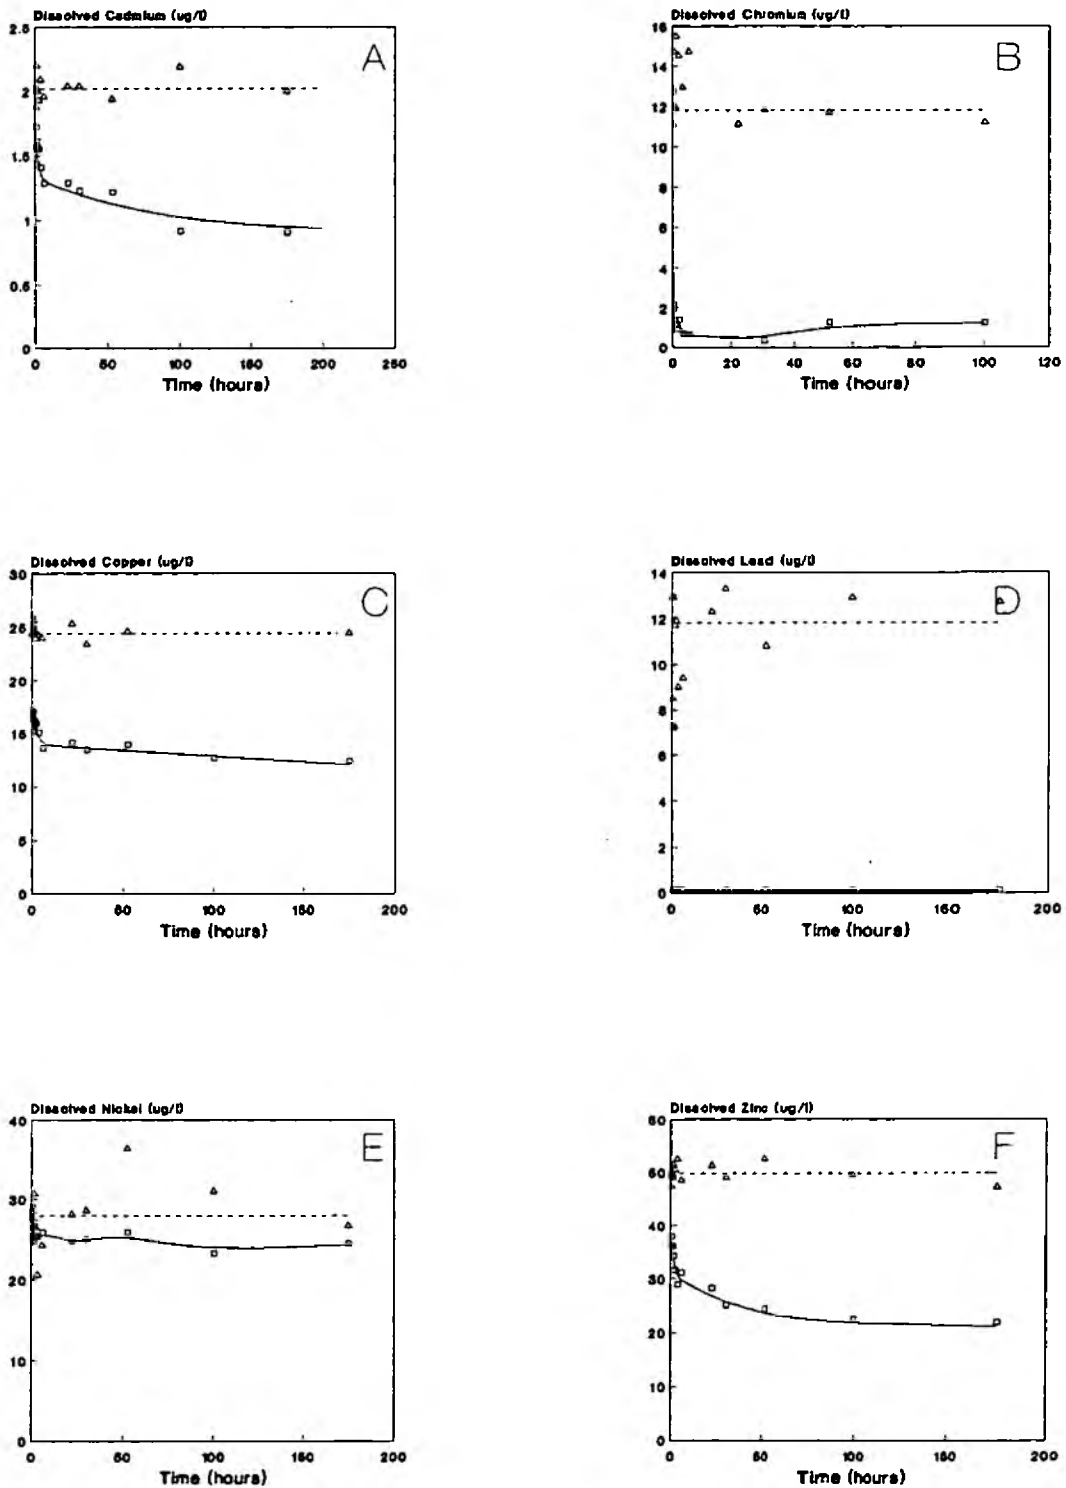 Dissolved Cadmium (ug/l)
A
2.5
2
1.5
1
0.5
0
0 50 100 150 200 250
Time (hours)
Dissolved Chromium (ug/l)
B
16
14
12
10
8
6
4
2
0
0 20 40 60 80 100 120
Time (hours)
Dissolved Copper (ug/l)
C
30
25
20
15
10
5
0
0 50 100 150 200
Time (hours)
Dissolved Lead (ug/l)
D
14
12
10
8
6
4
2
0
0 50 100 150 200
Time (hours)
Dissolved Nickel (ug/l)
E
40
30
20
10
0
0 50 100 150 200
Time (hours)
Dissolved Zinc (ug/l)
F
60
50
40
30
20
10
0
0 50 100 150 200
Time (hours)